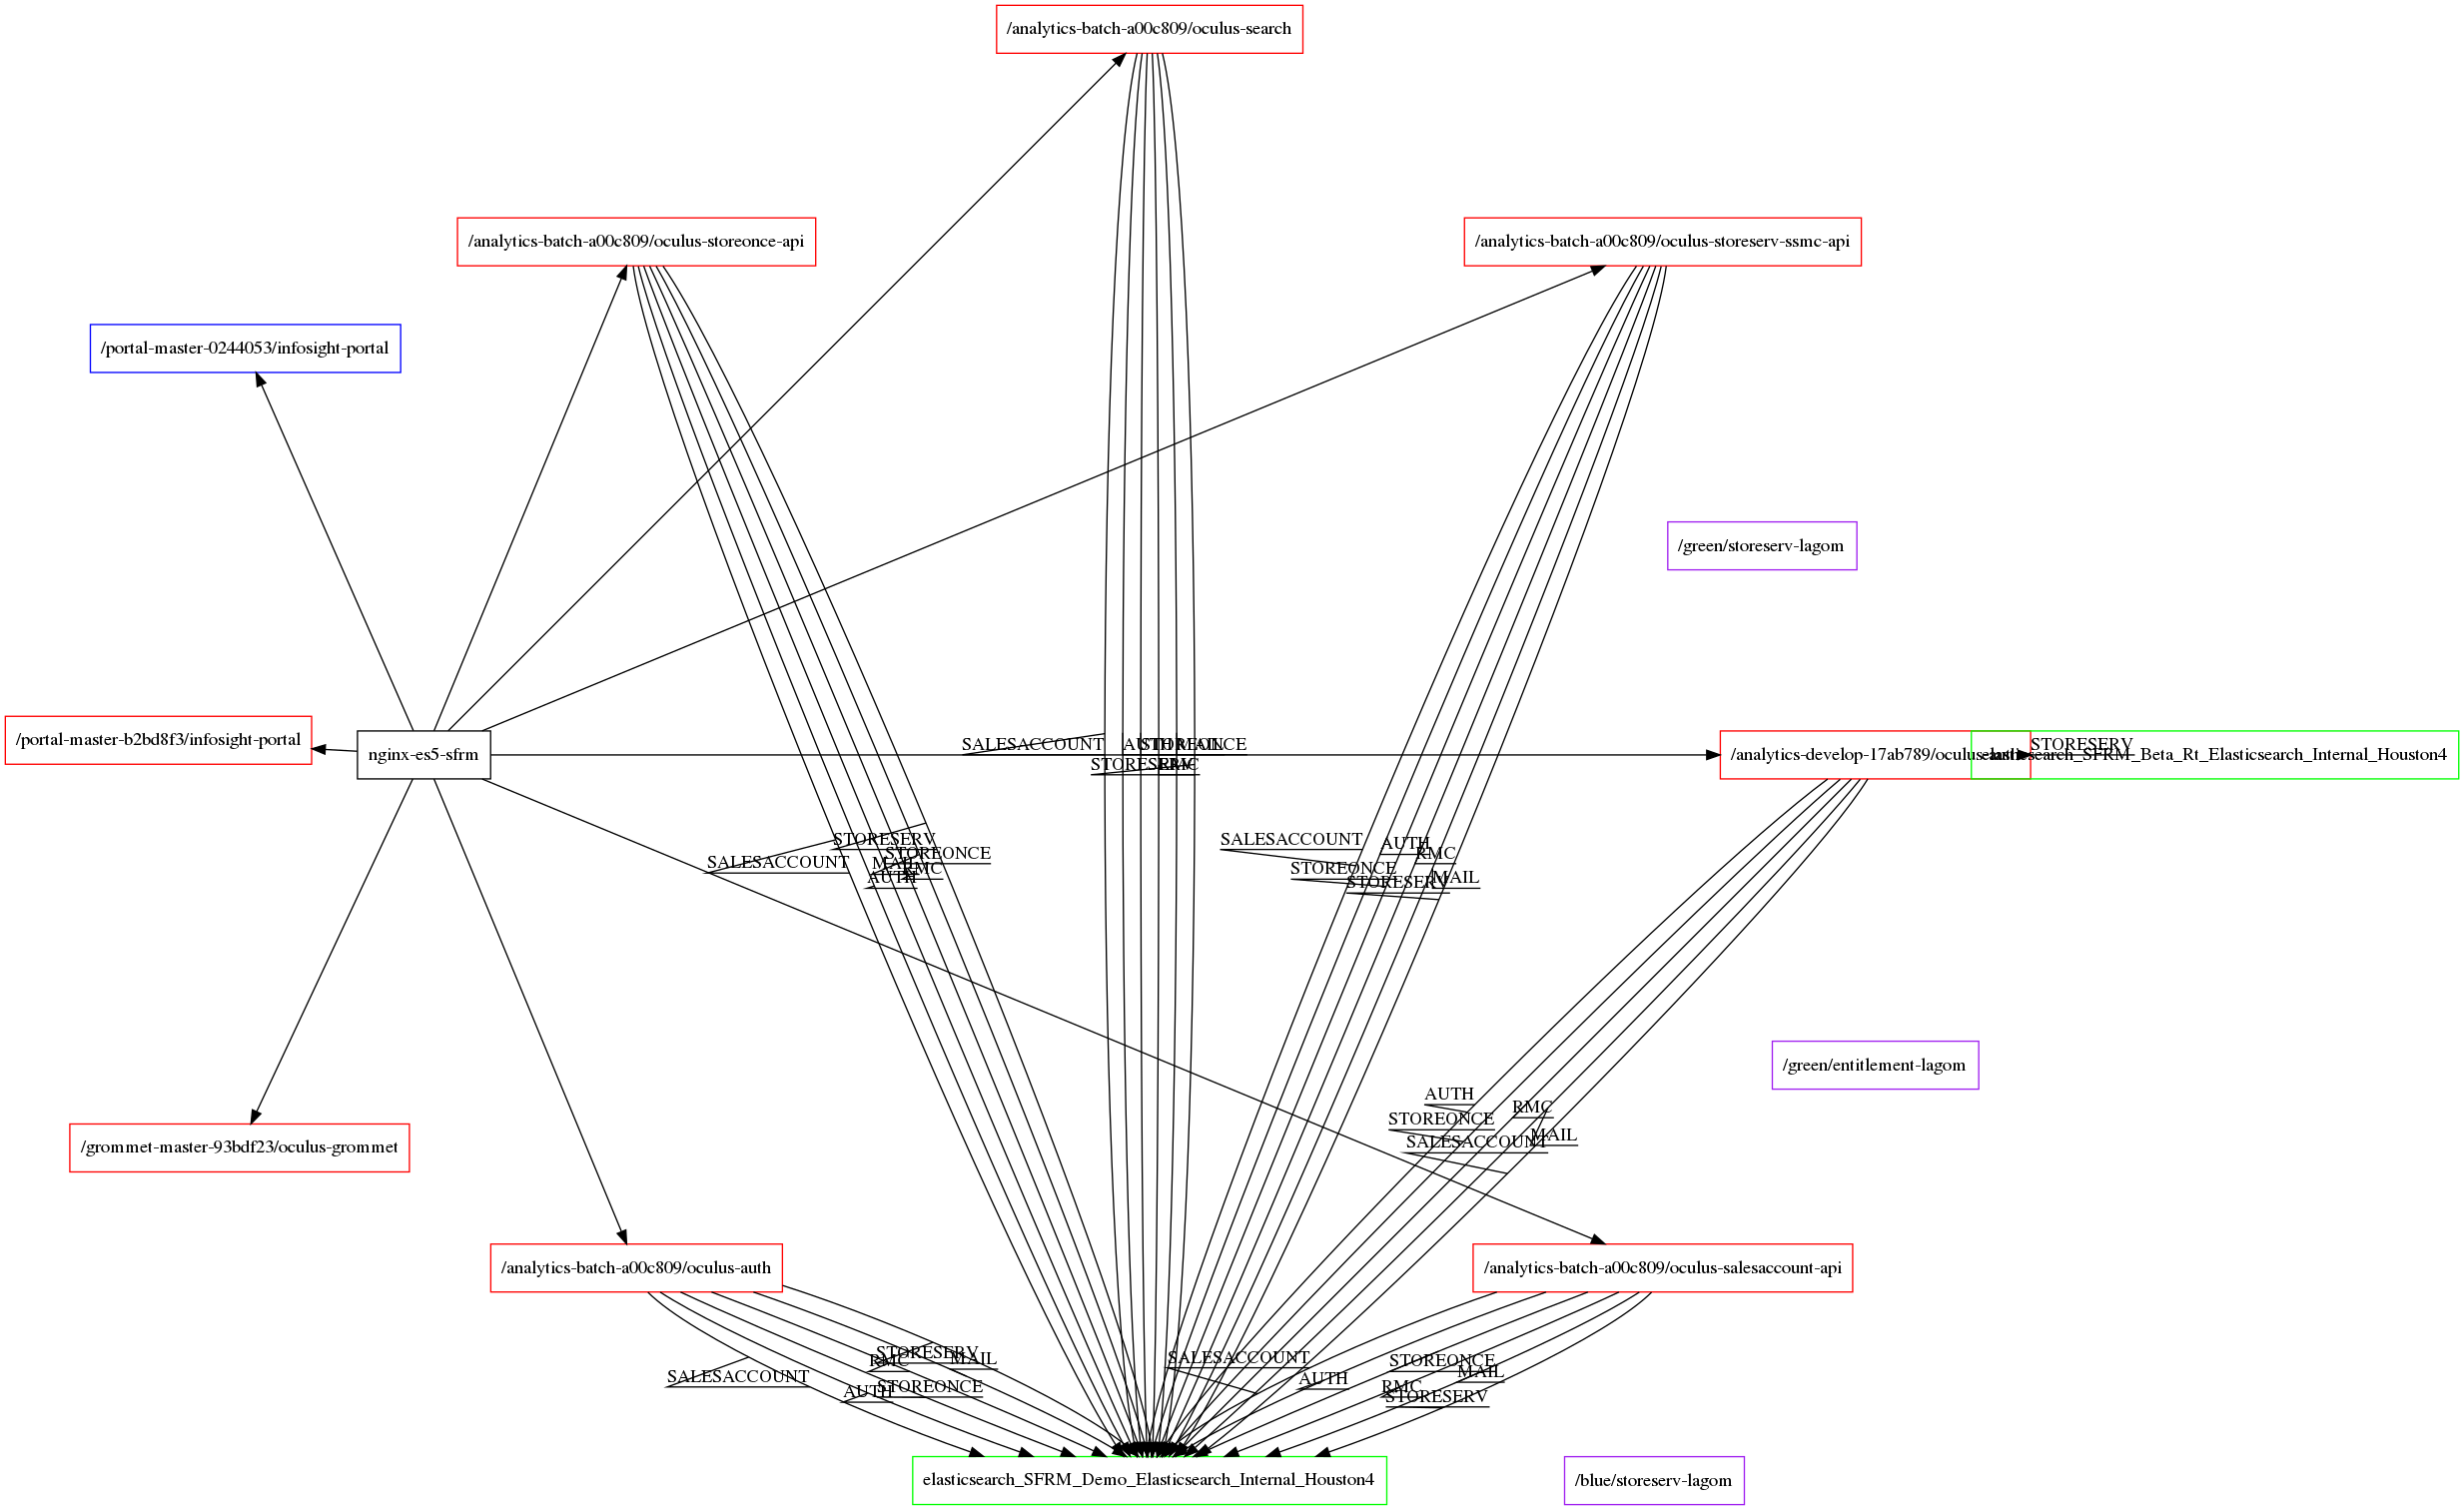 /analytics-batch-a00c809/oculus-search
/analytics-batch-a00c809/oculus-storeonce-api
/analytics-batch-a00c809/oculus-storeserv-ssmc-api
/portal-master-0244053/infosight-portal
/green/storeserv-lagom
/portal-master-b2bd8f3/infosight-portal
nginx-es5-sfrm
SALESACCOUNT
AUTH
STOREONCE
MAIL
STORESERV
RMC
/analytics-develop-17ab789/oculus-auth
elasticsearch_SFRM_Beta_Rt_Elasticsearch_Internal_Houston4
STORESERV
STORESERV
STOREONCE
SALESACCOUNT
MAIL
RMC
AUTH
SALESACCOUNT
AUTH
RMC
STOREONCE
STORESERV
MAIL
/green/entitlement-lagom
AUTH
RMC
STOREONCE
SALESACCOUNT
MAIL
/grommet-master-93bdf23/oculus-grommet
/analytics-batch-a00c809/oculus-auth
/analytics-batch-a00c809/oculus-salesaccount-api
STORESERV
RMC
MAIL
SALESACCOUNT
AUTH
STOREONCE
SALESACCOUNT
AUTH
STOREONCE
MAIL
RMC
STORESERV
elasticsearch_SFRM_Demo_Elasticsearch_Internal_Houston4
/blue/storeserv-lagom